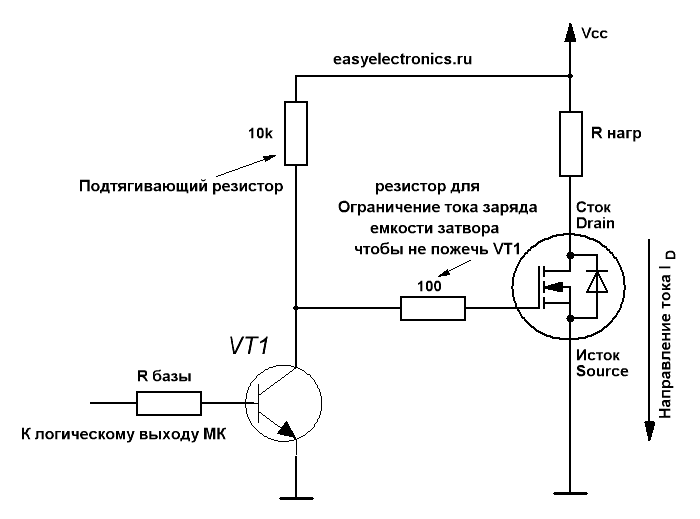 Vcc
easyelectronics.ru
10k
R нагр
Подтягивающий резистор
резистор для
Ограничение тока заряда
емкости затвора
чтобы не пожечь VT1
100
Сток
Drain
Направление тока I D
VT1
Исток
Source
R базы
К логическому выходу МК